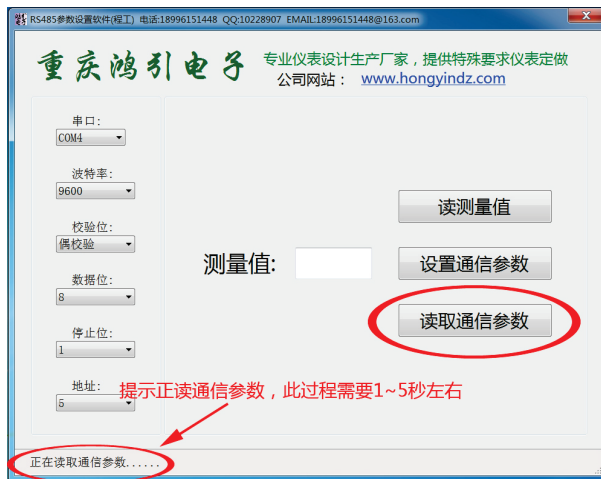 RS485参数设置软件(程工) 电话:18996151448 QQ:10228907 EMAIL:18996151448@163.com
重庆鸿引电子
专业仪表设计生产厂家，提供特殊要求仪表定做
公司网站： www.hongyindz.com
串口:
COM4
波特率:
9600
校验位:
偶校验
数据位:
8
停止位:
1
地址:
5
读测量值
测量值:
设置通信参数
读取通信参数
提示正读通信参数，此过程需要1~5秒左右
正在读取通信参数......